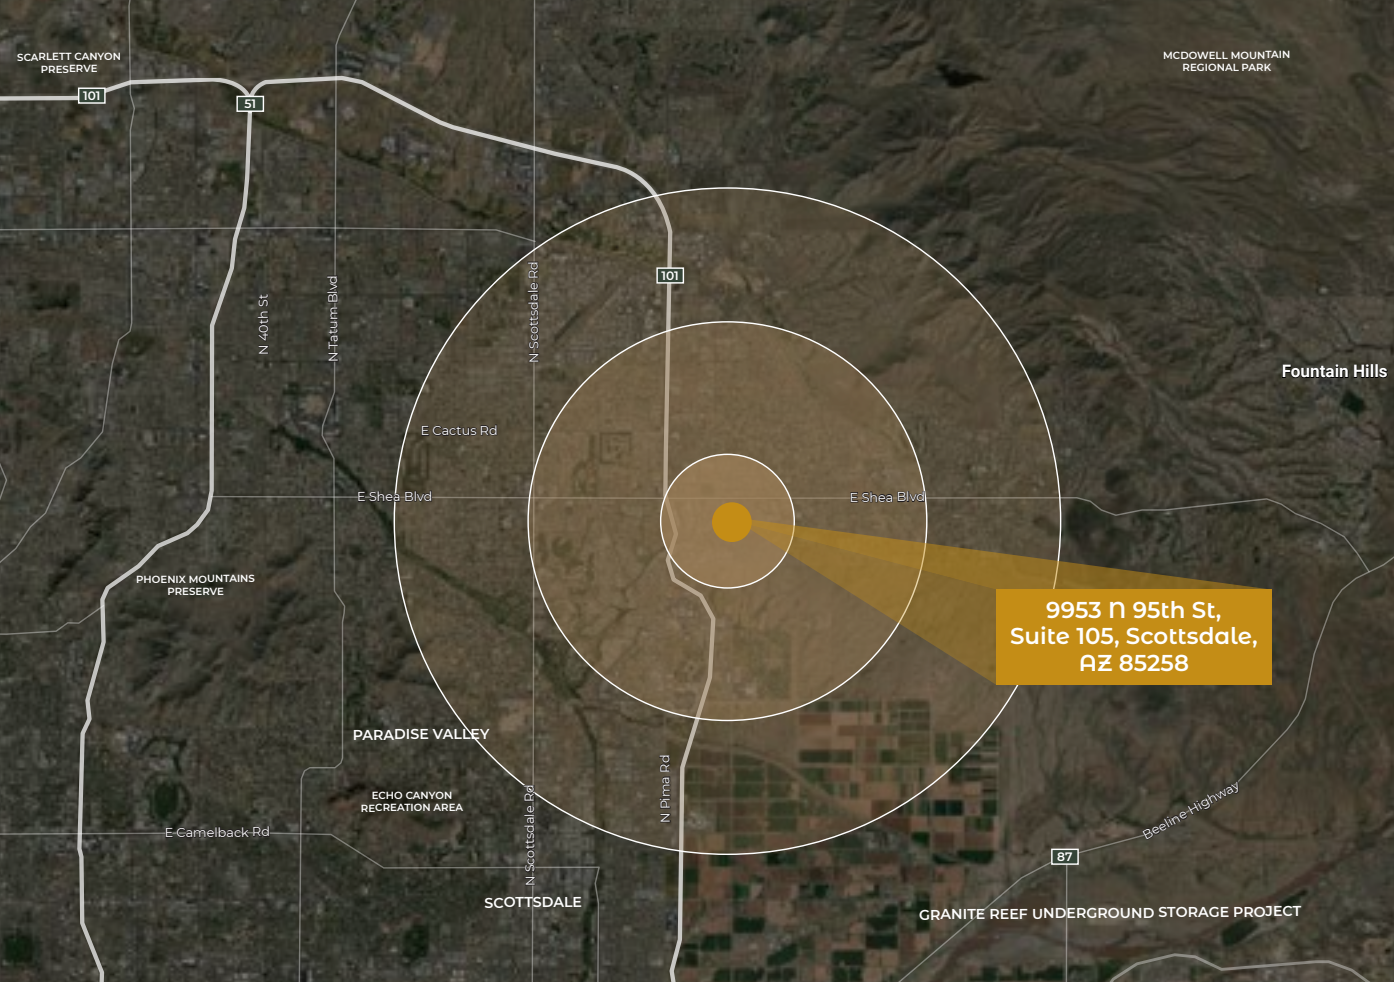 SCARLETT CANYON
PRESERVE
MCDOWELL MOUNTAIN
REGIONAL PARK
101
51
101
N 40th St
N Tatum Blvd
N Scottsdale Rd
Fountain Hills
E Cactus Rd
E Shea Blvd
E Shea Blvd
PHOENIX MOUNTAINS
PRESERVE
9953 N 95th St,
Suite 105, Scottsdale,
AZ 85258
PARADISE VALLEY
N Pima Rd
ECHO CANYON
RECREATION AREA
N Scottsdale Rd
Beeline Highway
E Camelback Rd
87
SCOTTSDALE
GRANITE REEF UNDERGROUND STORAGE PROJECT